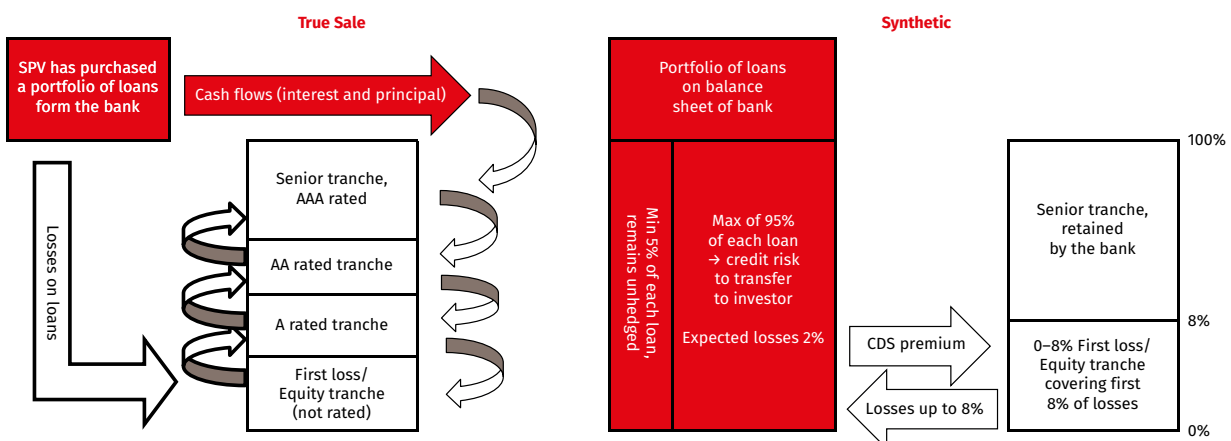 True Sale
SPV has purchased
a portfolio of loans
form the bank
Cash flows (interest and principal)
Losses on loans
Senior tranche,
AAA rated
AA rated tranche
A rated tranche
First loss/
Equity tranche
(not rated)
Synthetic
Portfolio of loans
on balance
sheet of bank
Min 5% of each loan,
remains unhedged
Max of 95%
of each loan
→ credit risk
to transfer
to investor
Expected losses 2%
CDS premium
Losses up to 8%
Senior tranche,
retained
by the bank
0–8% First loss/
Equity tranche
covering first
8% of losses
100%
8%
0%